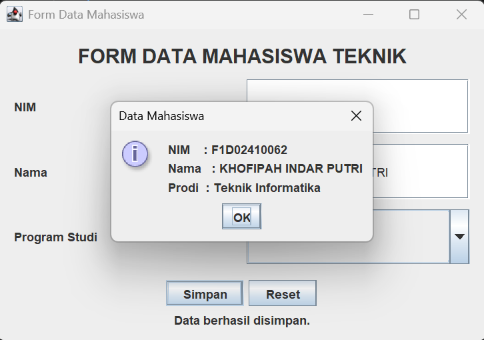 Form Data Mahasiswa
FORM DATA MAHASISWA TEKNIK
NIM
Data Mahasiswa
NIM : F1D02410062
Nama : KHOFIPAH INDAR PUTRI
Prodi : Teknik Informatika
OK
Nama
TRI
Program Studi
Simpan Reset
Data berhasil disimpan.